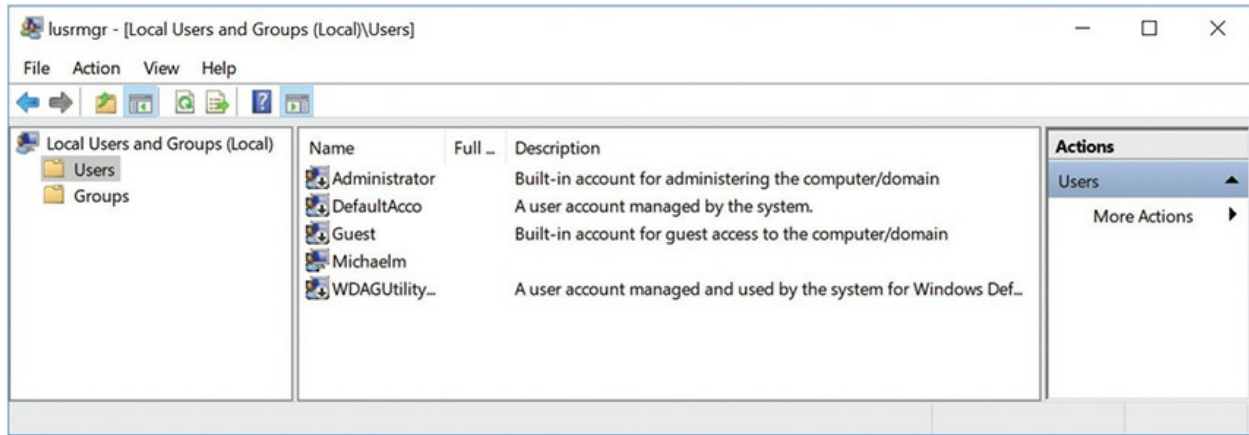 lusrmgr - [Local Users and Groups (Local)\Users]
File Action View Help
Local Users and Groups (Local)
Users
Groups
Name Full ... Description
Administrator Built-in account for administering the computer/domain
DefaultAcco A user account managed by the system.
Guest Built-in account for guest access to the computer/domain
Michaelm
WDAGUtility... A user account managed and used by the system for Windows Def...
Actions
Users
More Actions